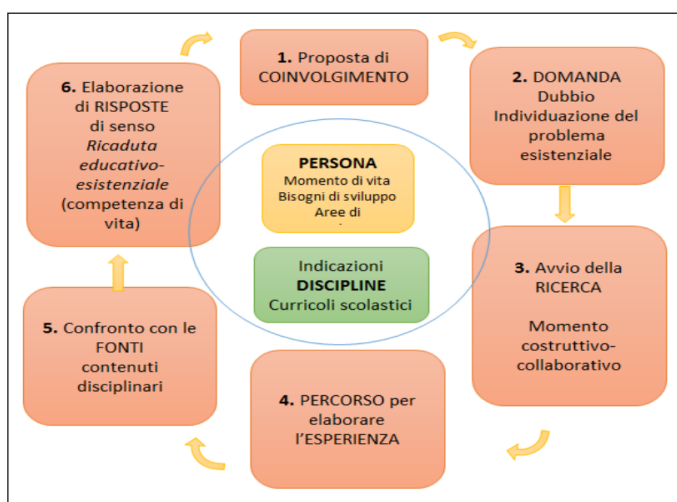 1. Proposta di
COINVOLGIMENTO
2. DOMANDA
Dubbio
Individuazione del
problema
esistenziale
3. Avvio della
RICERCA
Momento
costruttivo-
collaborativo
4. PERCORSO per
elaborare
l’ESPERIENZA
5. Confronto con le
FONTI
contenuti
disciplinari
6. Elaborazione
di RISPOSTE
di senso
Ricaduta
educativo-
esistenziale
(competenza di
vita)
PERSONA
Momento di vita
Bisogni di sviluppo
Aree di
Indicazioni
DISCIPLINE
Curricoli scolastici